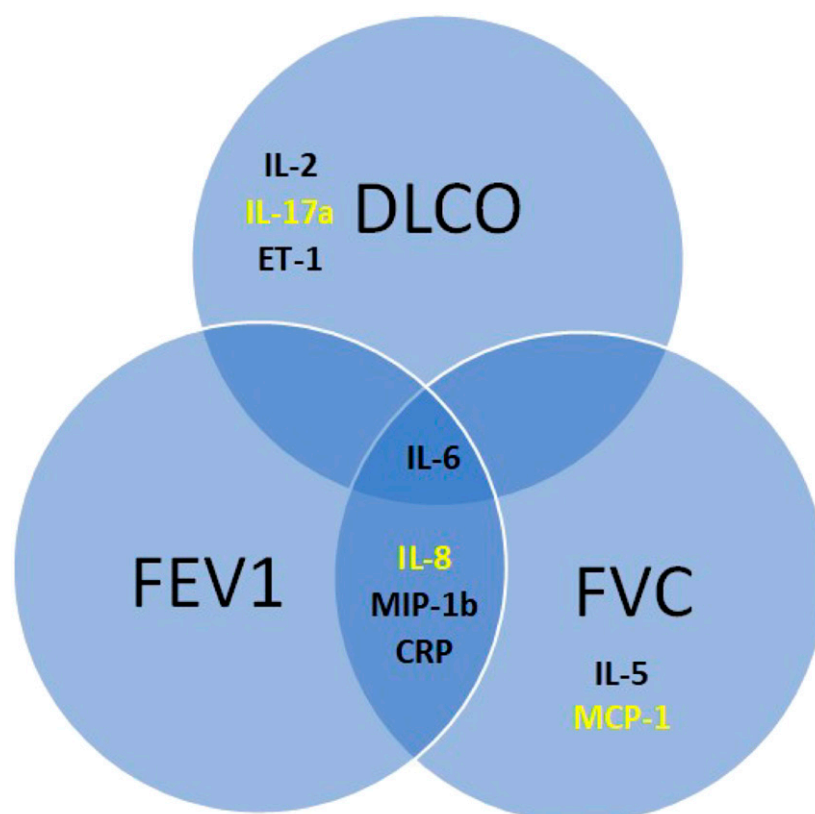 IL-2
IL-17a
ET-1
DLCO
IL-6
FEV1
IL-8
MIP-1b
CRP
FVC
IL-5
MCP-1